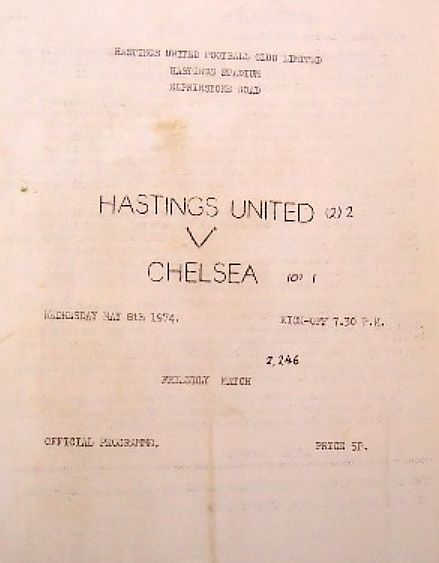 HASTINGS UNITED FOOTBALL CLUB LIMITED
HASTINGS STADIUM
ELPHINSTONE ROAD
HASTINGS UNITED (2) 2
V
CHELSEA (0) 1
WEDNESDAY MAY 8th 1974. KICK-OFF 7.30 P.M.
2,246
FRIENDLY MATCH
OFFICIAL PROGRAMME. PRICE 5P.